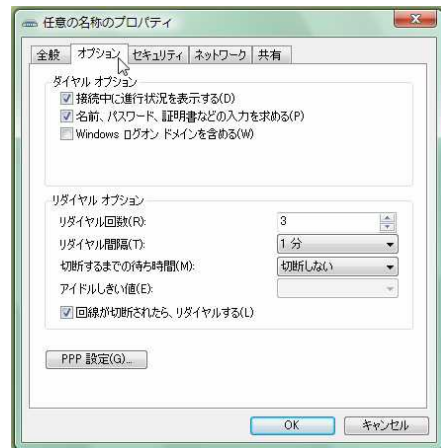 任意の名称のプロパティ
全般 オプション セキュリティ ネットワーク 共有
ダイヤル オプション
接続中に進行状況を表示する(D)
名前、パスワード、証明書などの入力を求める(P)
Windows ログオン ドメインを含める(W)
リダイヤル オプション
リダイヤル回数(R): 3
リダイヤル間隔(T): 1 分
切断するまでの待ち時間(M): 切断しない
アイドルしきい値(E):
回線が切断されたら、リダイヤルする(L)
PPP 設定(G)...
OK キャンセル